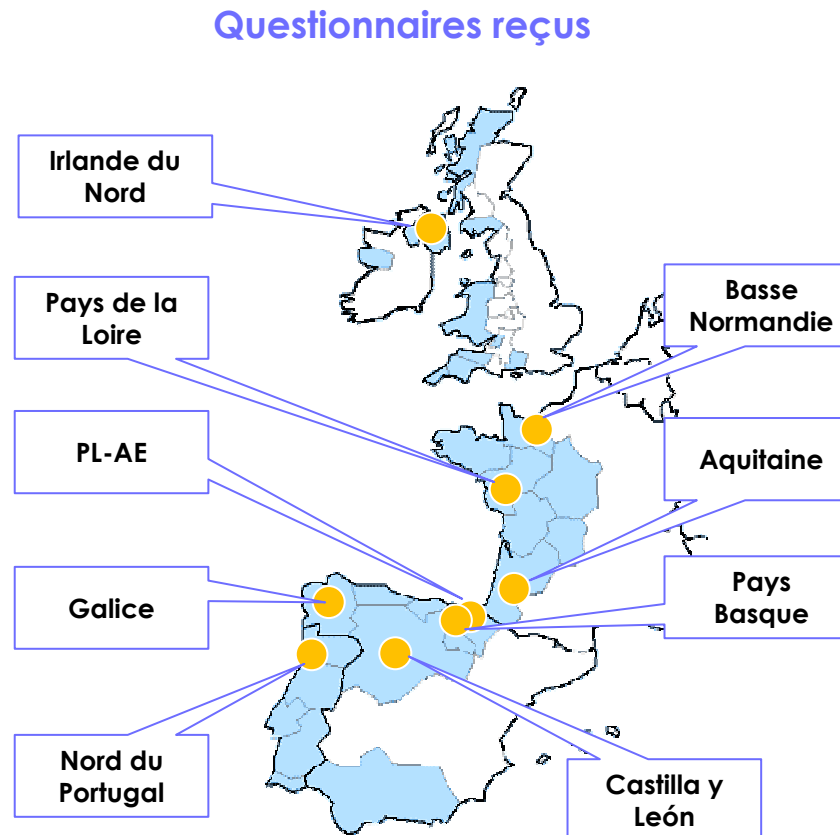 Questionnaires reçus
Irlande du
Nord
Pays de la
Loire
PL-AE
Galice
Nord du
Portugal
Basse
Normandie
Aquitaine
Pays
Basque
Castilla y
León